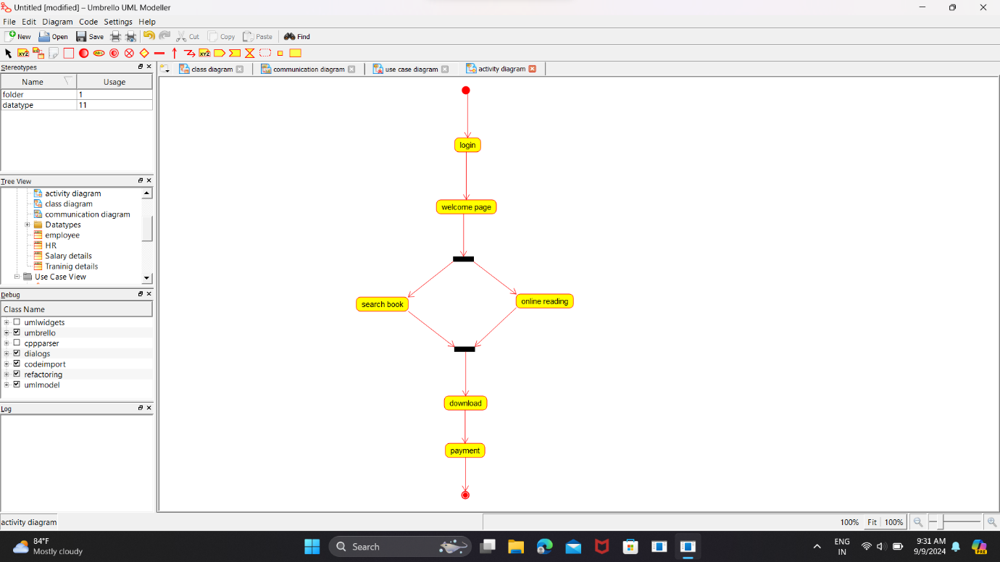 Untitled [modified] – Umbrello UML Modeller
File Edit Diagram Code Settings Help
New Open Save Cut Copy Paste Find
XYZ ABC XYZ
Stereotypes
class diagram communication diagram use case diagram activity diagram
Name Usage
folder 1
datatype 11
Tree View
activity diagram
class diagram
communication diagram
Datatypes
employee
HR
Salary details
Traninig details
Use Case View
Debug
Class Name
umlwidgets
umbrello
cppparser
dialogs
codeimport
refactoring
umlmodel
Log
login
welcome page
search book
online reading
download
payment
activity diagram
100% Fit 100%
84°F
Mostly cloudy
Search
ENG
IN
9:31 AM
9/9/2024
PRE